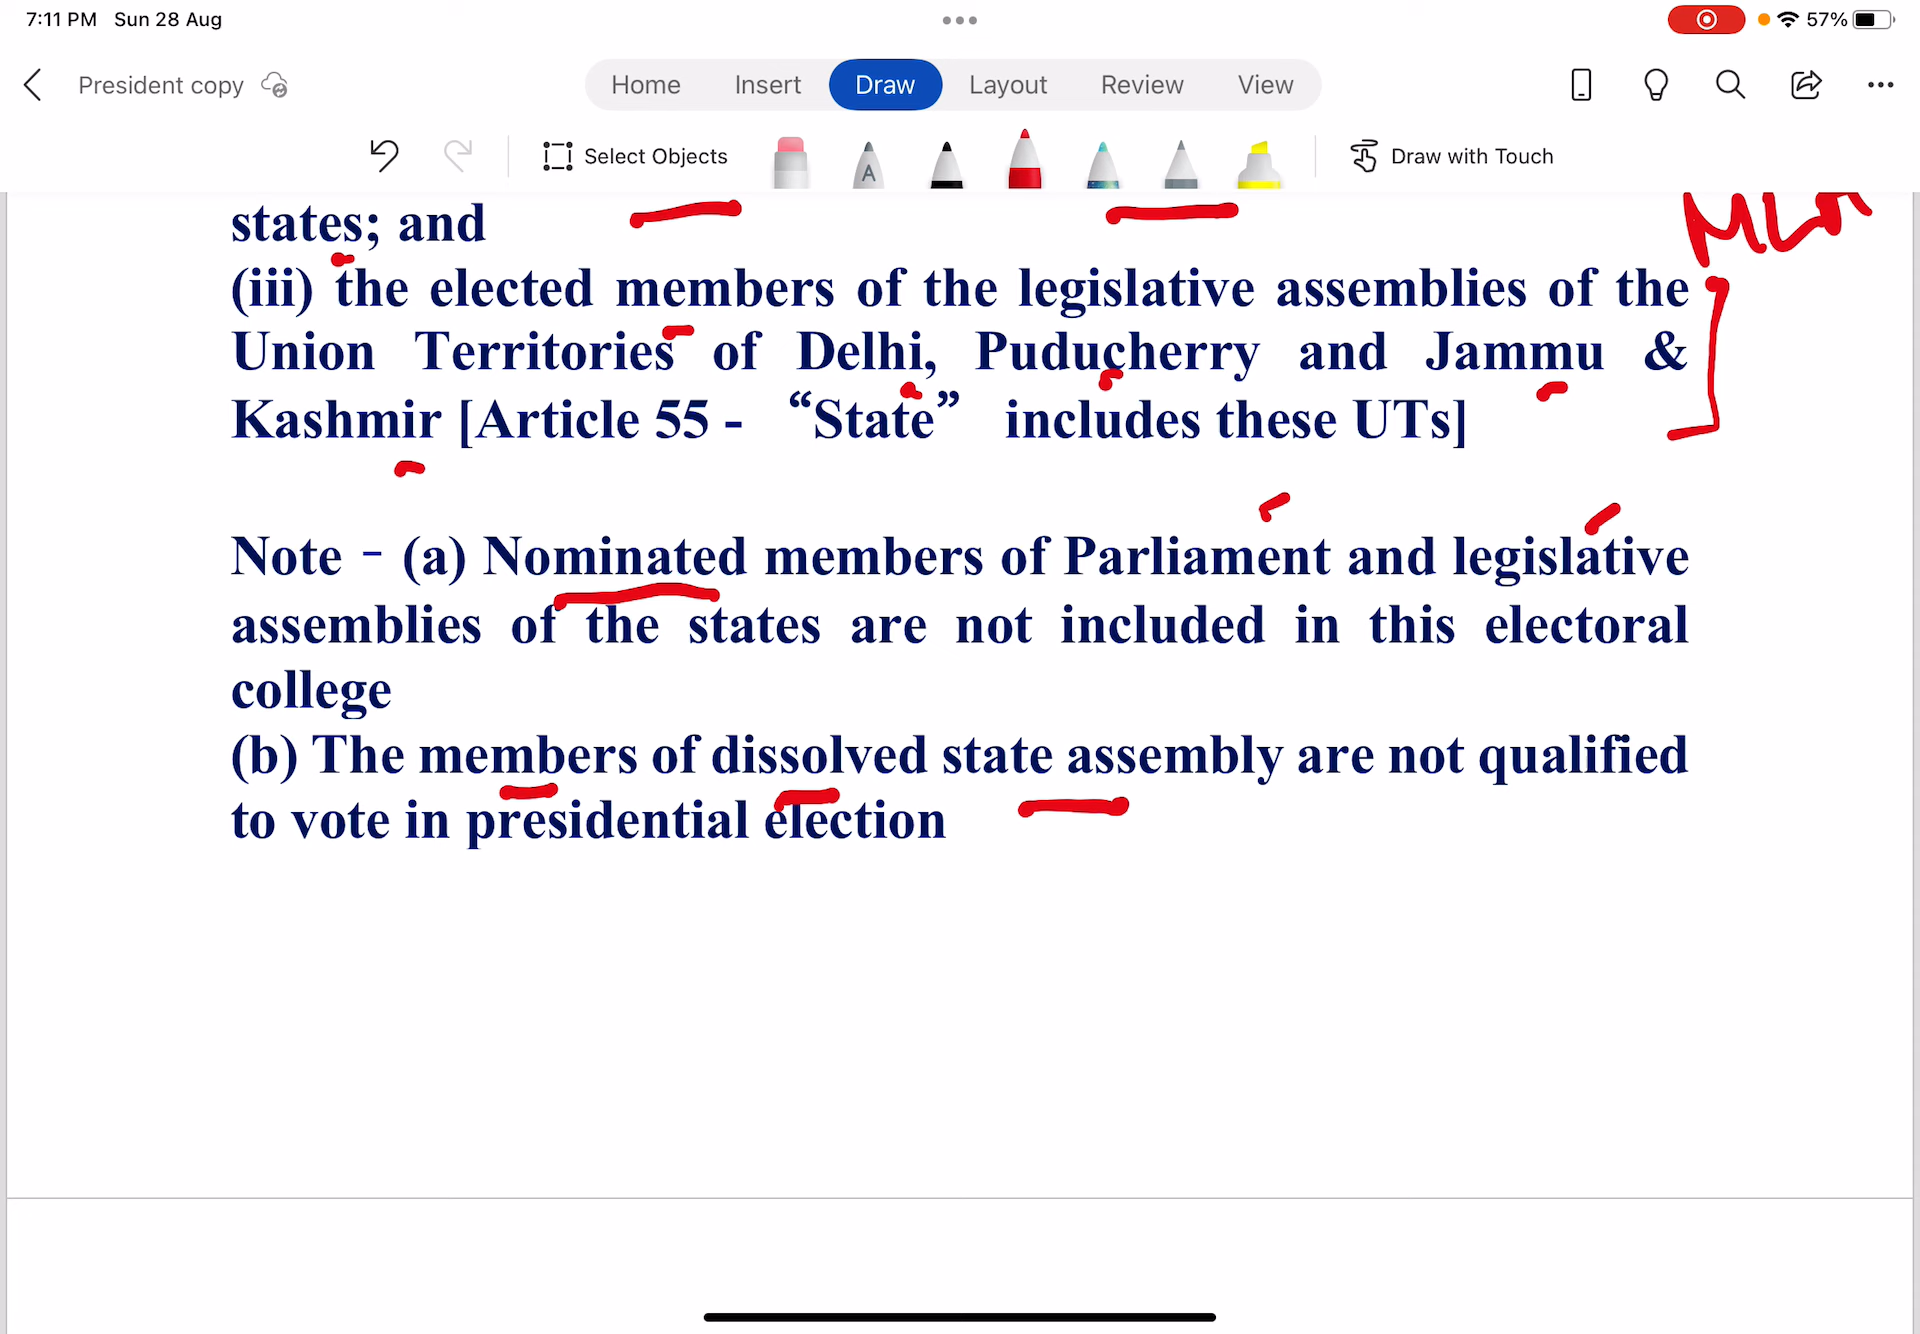 7:11 PM Sun 28 Aug
57%
President copy
Home Insert Draw Layout Review View
A
Select Objects
Draw with Touch
MLA
states; and
(iii) the elected members of the legislative assemblies of the
Union Territories of Delhi, Puducherry and Jammu &
Kashmir [Article 55 - “State” includes these UTs]
Note - (a) Nominated members of Parliament and legislative
assemblies of the states are not included in this electoral
college
(b) The members of dissolved state assembly are not qualified
to vote in presidential election